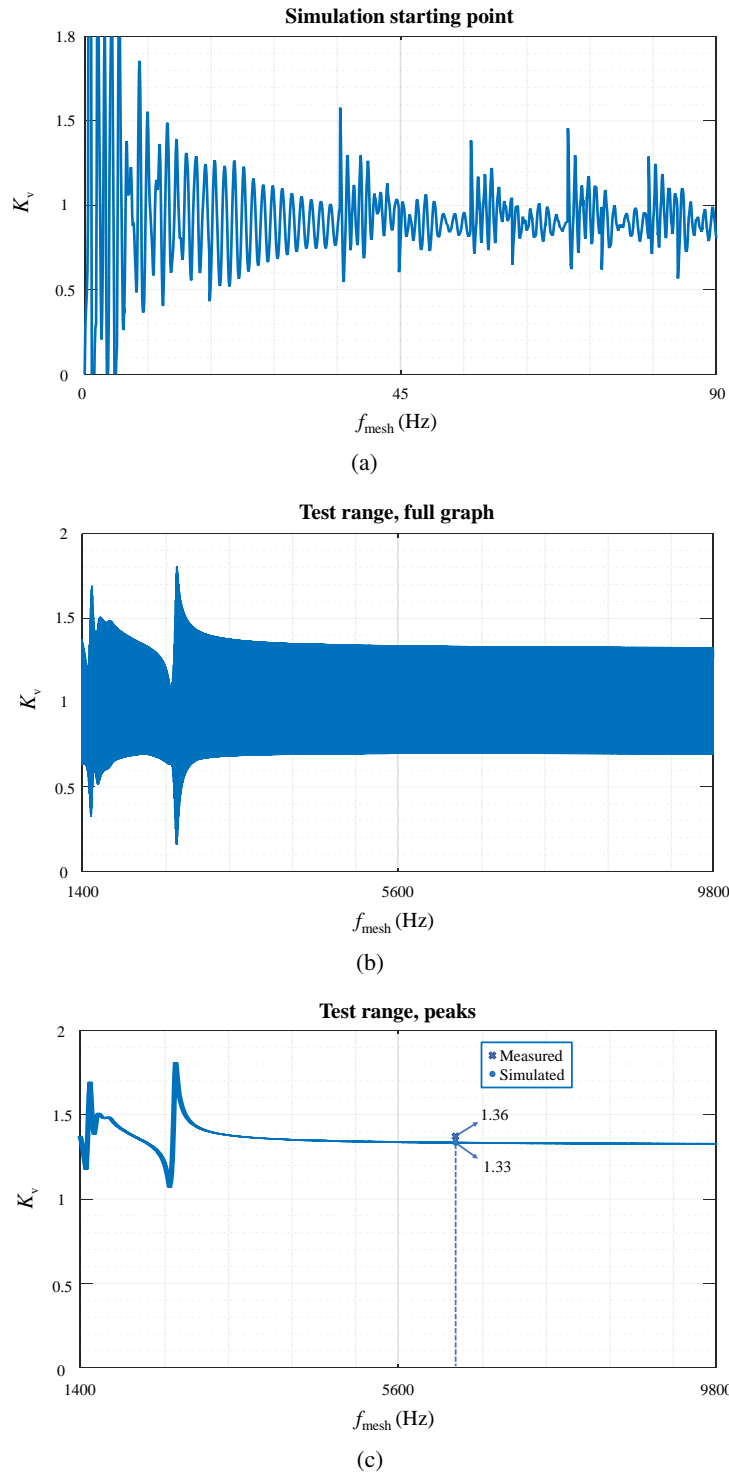 Simulation starting point
1.8
1.5
1
0.5
0
K_v
0 45 90
f_mesh (Hz)
(a)
Test range, full graph
2
1.5
1
0.5
0
K_v
1400 5600 9800
f_mesh (Hz)
(b)
Test range, peaks
2
1.5
1
0.5
0
K_v
Measured
Simulated
1.36
1.33
1400 5600 9800
f_mesh (Hz)
(c)